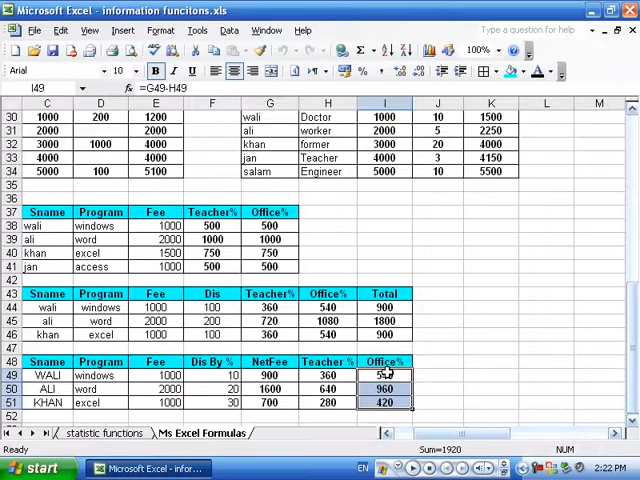 Microsoft Excel - information funcitons.xls
File Edit View Insert Format Tools Data Window Help Type a question for help
100%
Arial 10 B I U
I49 fx =G49-H49
C D E F G H I J K L M
30 1000 200 1200 wali Doctor 1000 10 1500
31 2000 2000 ali worker 2000 5 2250
32 3000 1000 4000 khan former 3000 20 4000
33 4000 4000 jan Teacher 4000 3 4150
34 5000 100 5100 salam Engineer 5000 10 5500
35
36
37 Sname Program Fee Teacher% Office%
38 wali windows 1000 500 500
39 ali word 2000 1000 1000
40 khan excel 1500 750 750
41 jan access 1000 500 500
42
43 Sname Program Fee Dis Teacher% Office% Total
44 wali windows 1000 100 360 540 900
45 ali word 2000 200 720 1080 1800
46 khan excel 1000 100 360 540 900
47
48 Sname Program Fee Dis By % NetFee Teacher % Office%
49 WALI windows 1000 10 900 360
50 ALI word 2000 20 1600 640 960
51 KHAN excel 1000 30 700 280 420
52
statistic functions Ms Excel Formulas
Ready Sum=1920 NUM
start Microsoft Excel - infor... EN 2:22 PM